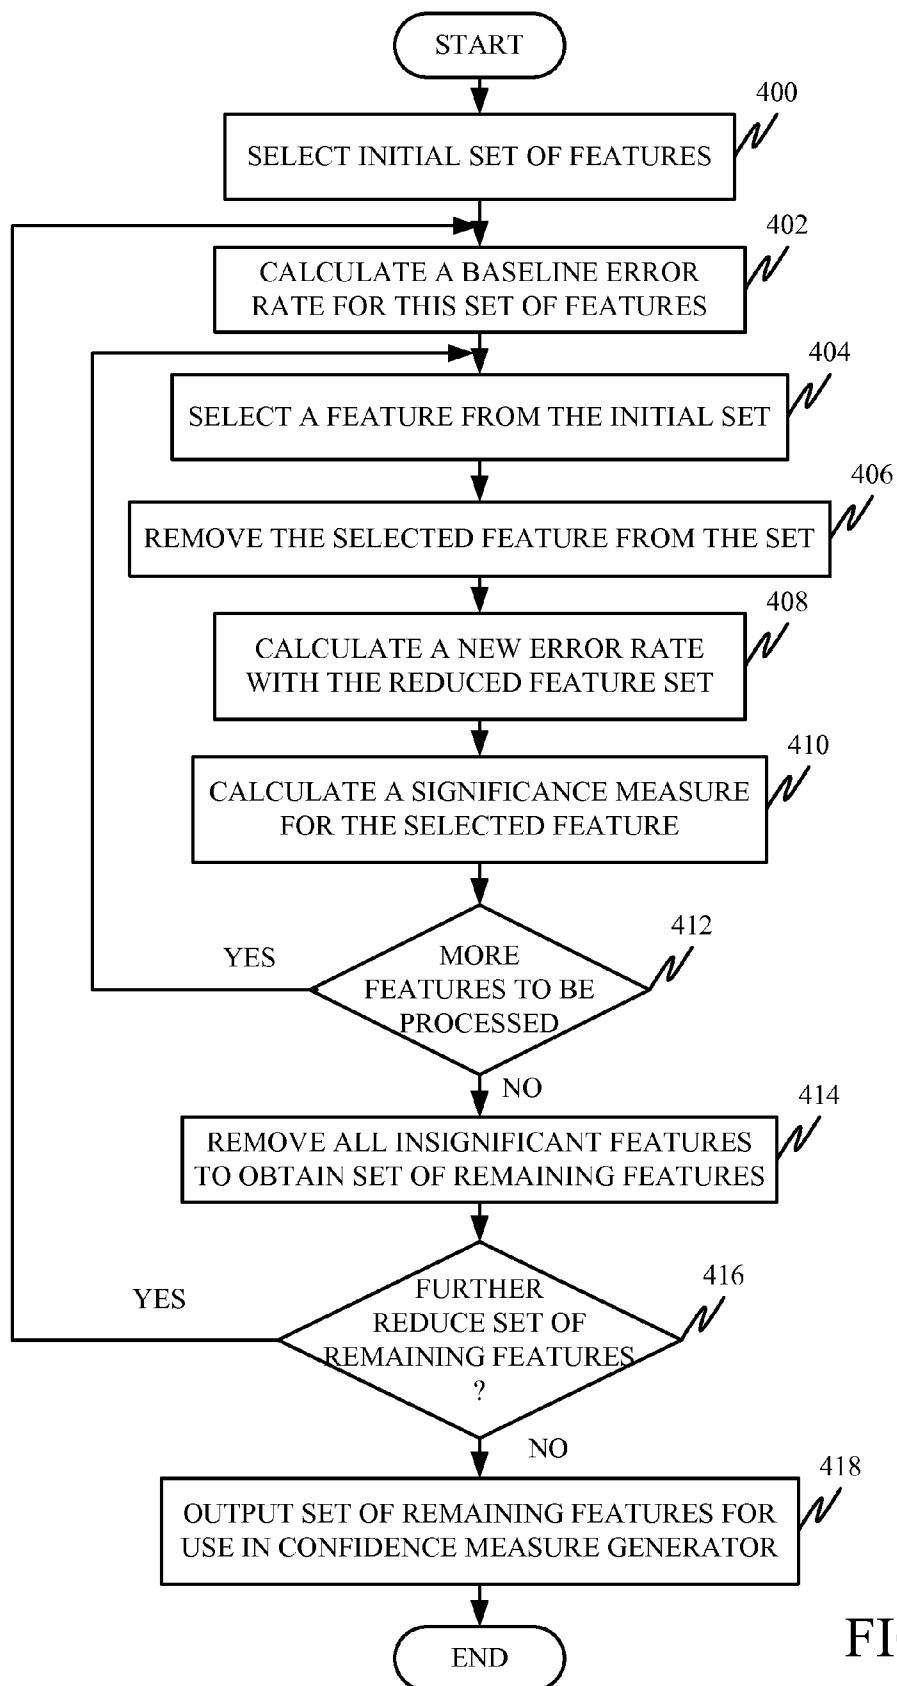 START
400
SELECT INITIAL SET OF FEATURES
402
CALCULATE A BASELINE ERROR
RATE FOR THIS SET OF FEATURES
404
SELECT A FEATURE FROM THE INITIAL SET
406
REMOVE THE SELECTED FEATURE FROM THE SET
408
CALCULATE A NEW ERROR RATE
WITH THE REDUCED FEATURE SET
410
CALCULATE A SIGNIFICANCE MEASURE
FOR THE SELECTED FEATURE
412
YES
MORE
FEATURES TO BE
PROCESSED
NO
414
REMOVE ALL INSIGNIFICANT FEATURES
TO OBTAIN SET OF REMAINING FEATURES
416
YES
FURTHER
REDUCE SET OF
REMAINING FEATURES
?
NO
418
OUTPUT SET OF REMAINING FEATURES FOR
USE IN CONFIDENCE MEASURE GENERATOR
END